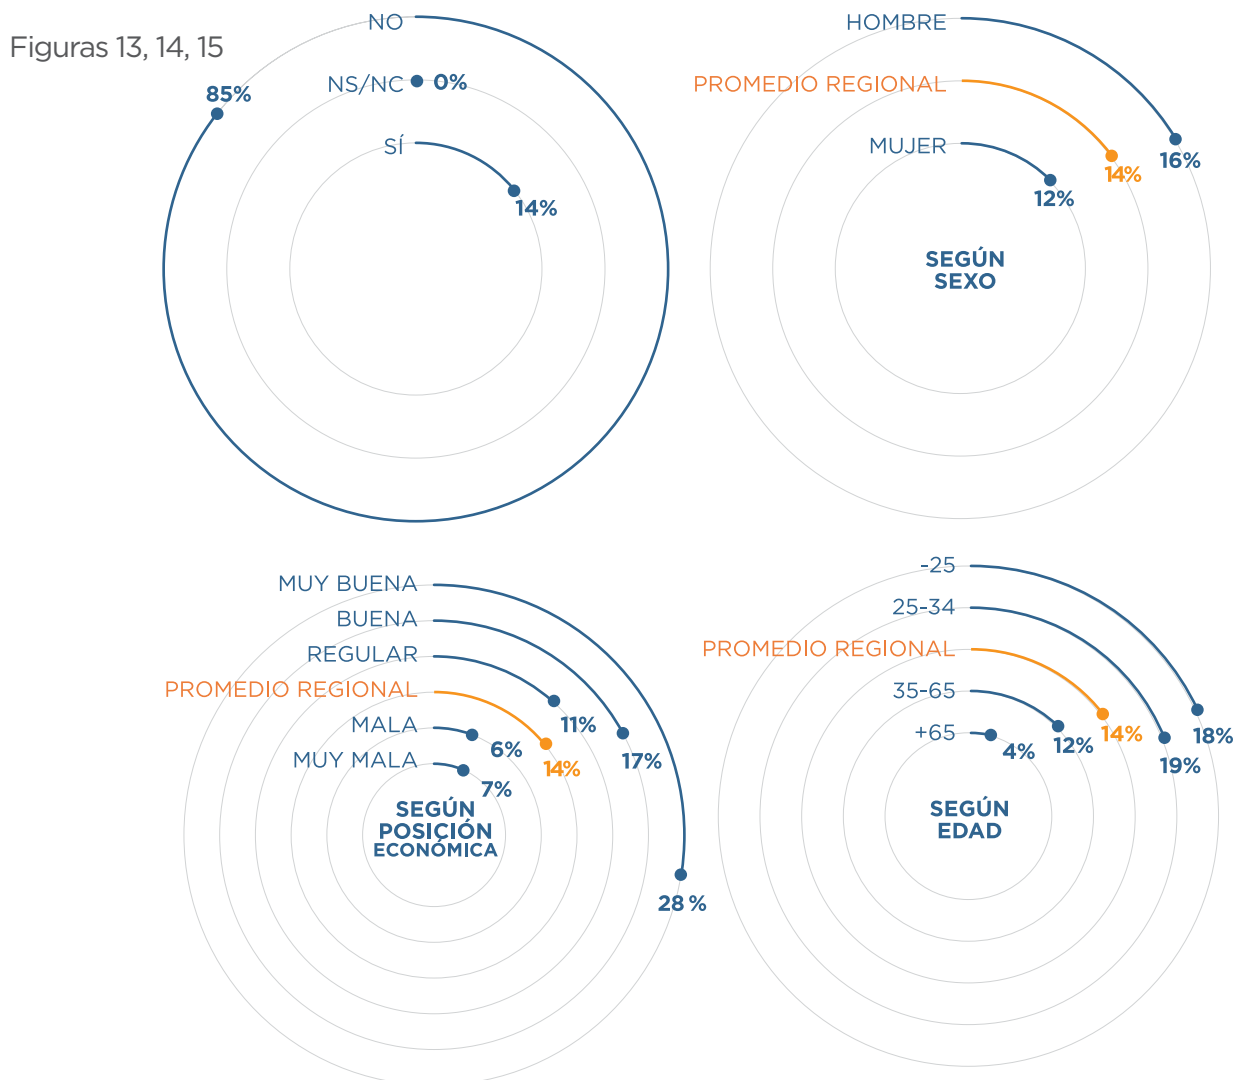 Figuras 13, 14, 15
NO
85%
NS/NC
0%
SÍ
14%
HOMBRE
16%
PROMEDIO REGIONAL
14%
MUJER
12%
SEGÚN
SEXO
MUY BUENA
28 %
BUENA
17%
REGULAR
11%
PROMEDIO REGIONAL
14%
MALA
6%
MUY MALA
7%
SEGÚN
POSICIÓN
ECONÓMICA
-25
18%
25-34
19%
PROMEDIO REGIONAL
14%
35-65
12%
+65
4%
SEGÚN
EDAD